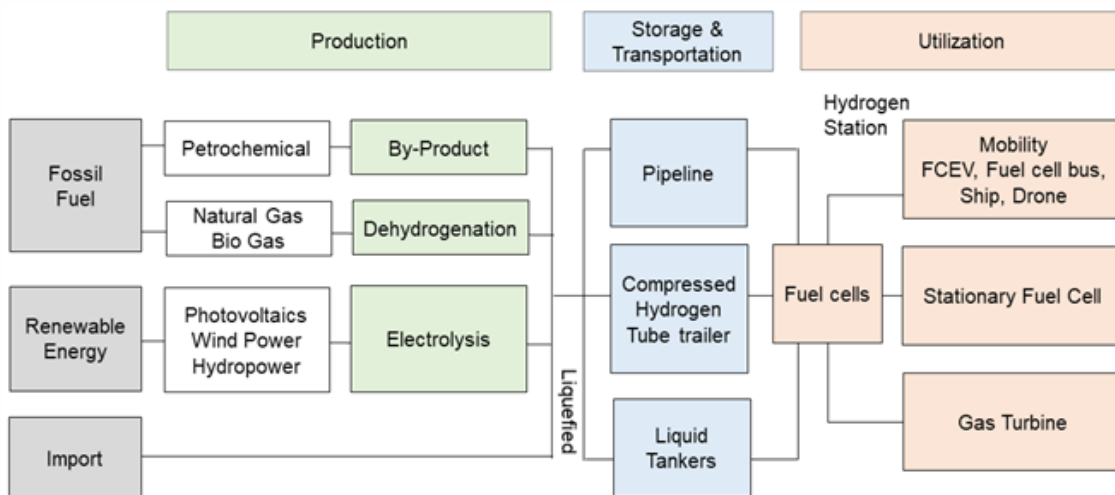 Production
Storage &
Transportation
Utilization
Hydrogen
Station
Fossil
Fuel
Petrochemical
By-Product
Natural Gas
Bio Gas
Dehydrogenation
Renewable
Energy
Photovoltaics
Wind Power
Hydropower
Electrolysis
Import
Liquefied
Pipeline
Compressed
Hydrogen
Tube trailer
Liquid
Tankers
Fuel cells
Mobility
FCEV, Fuel cell bus,
Ship, Drone
Stationary Fuel Cell
Gas Turbine